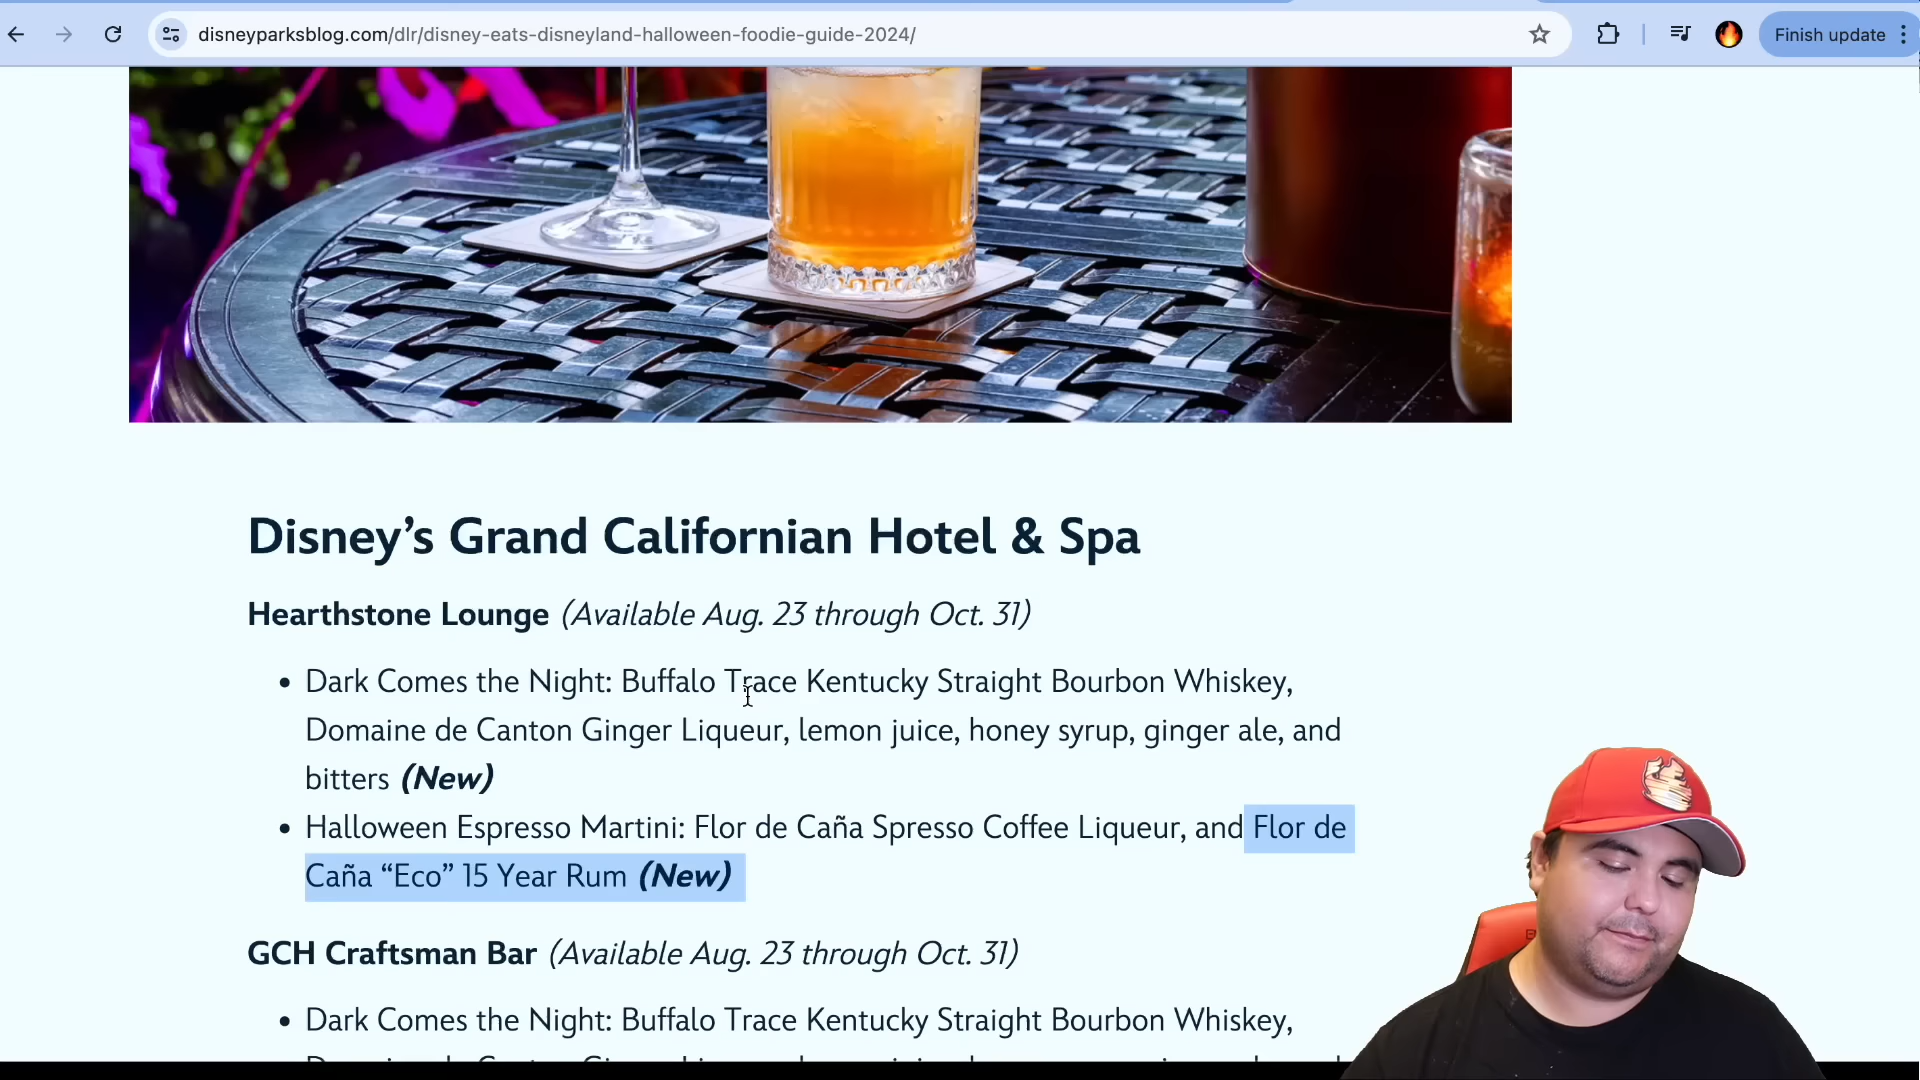 disneyparksblog.com/dlr/disney-eats-disneyland-halloween-foodie-guide-2024/
Finish update
Disney’s Grand Californian Hotel & Spa
Hearthstone Lounge (Available Aug. 23 through Oct. 31)
Dark Comes the Night: Buffalo Trace Kentucky Straight Bourbon Whiskey,
Domaine de Canton Ginger Liqueur, lemon juice, honey syrup, ginger ale, and
bitters (New)
Halloween Espresso Martini: Flor de Caña Spresso Coffee Liqueur, and Flor de
Caña “Eco” 15 Year Rum (New)
GCH Craftsman Bar (Available Aug. 23 through Oct. 31)
Dark Comes the Night: Buffalo Trace Kentucky Straight Bourbon Whiskey,